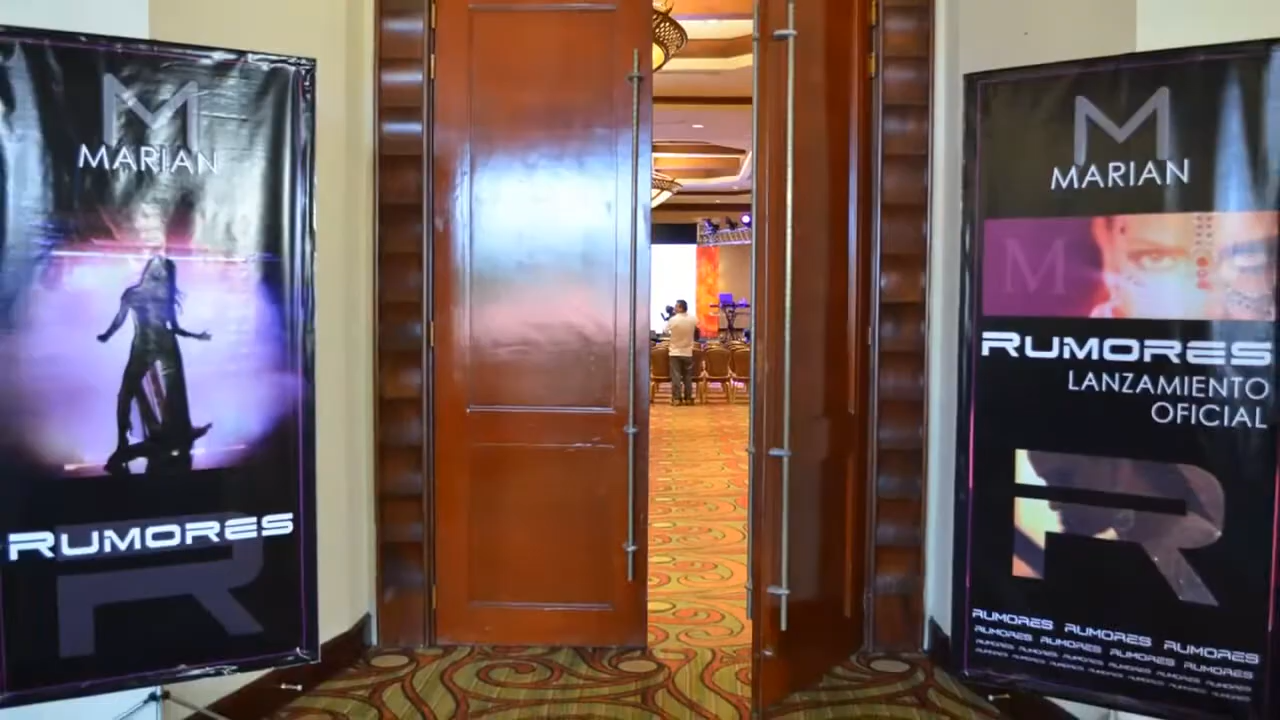 M
MARIAN
RUMORES
R
M
MARIAN
M
RUMORES
LANZAMIENTO
OFICIAL
R
RUMORES RUMORES RUMORES
RUMORES RUMORES RUMORES RUMORES